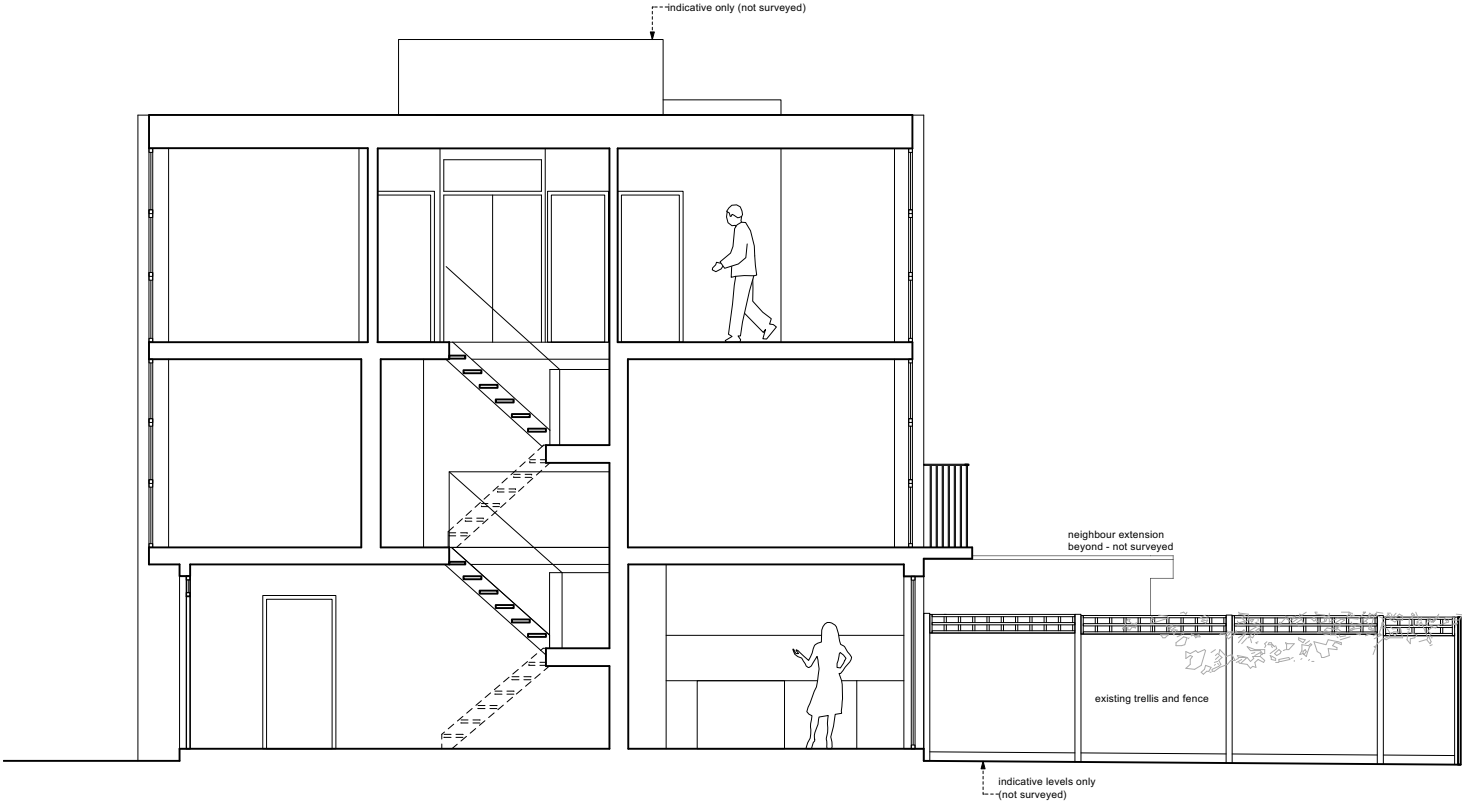 indicative only (not surveyed)
neighbour extension
beyond - not surveyed
existing trellis and fence
indicative levels only
(not surveyed)